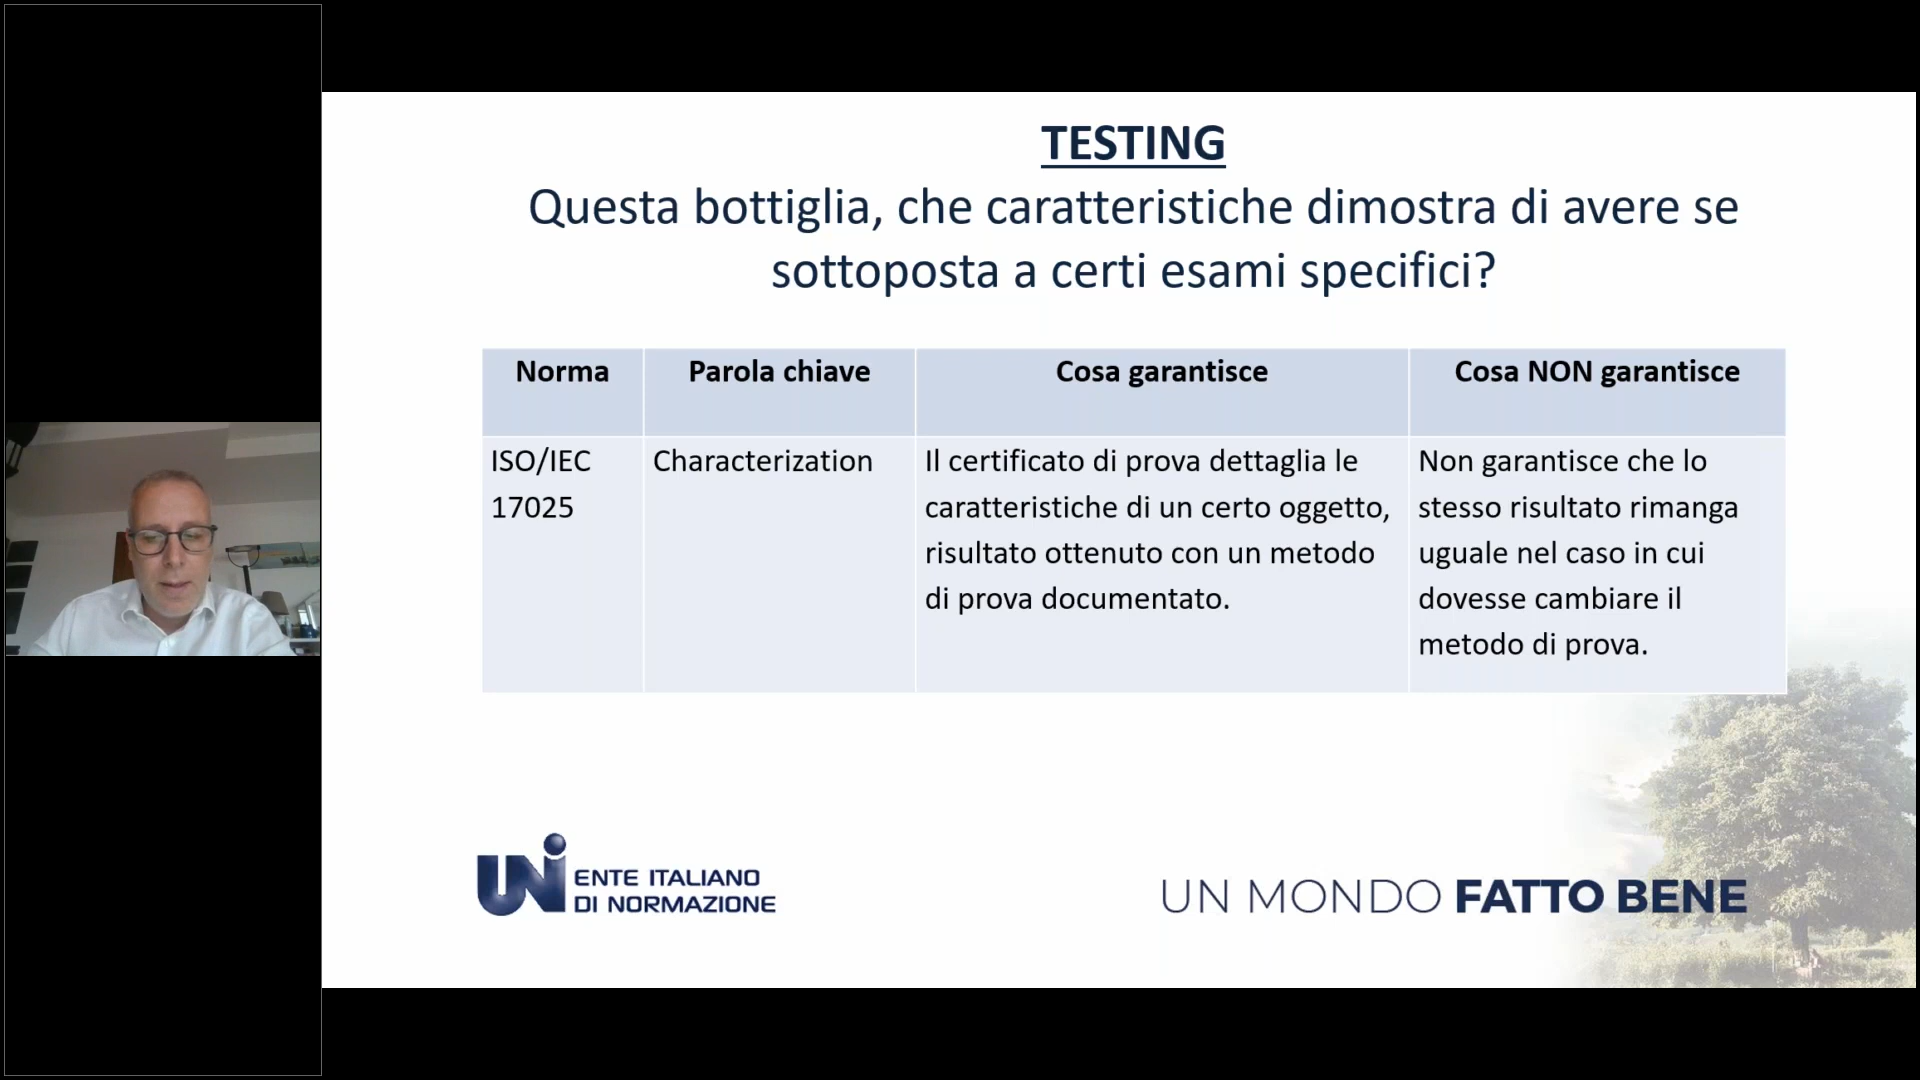 TESTING
Questa bottiglia, che caratteristiche dimostra di avere se
sottoposta a certi esami specifici?
Norma
Parola chiave
Cosa garantisce
Cosa NON garantisce
ISO/IEC
17025
Characterization
Il certificato di prova dettaglia le
caratteristiche di un certo oggetto,
risultato ottenuto con un metodo
di prova documentato.
Non garantisce che lo
stesso risultato rimanga
uguale nel caso in cui
dovesse cambiare il
metodo di prova.
UNi
ENTE ITALIANO
DI NORMAZIONE
UN MONDO FATTO BENE